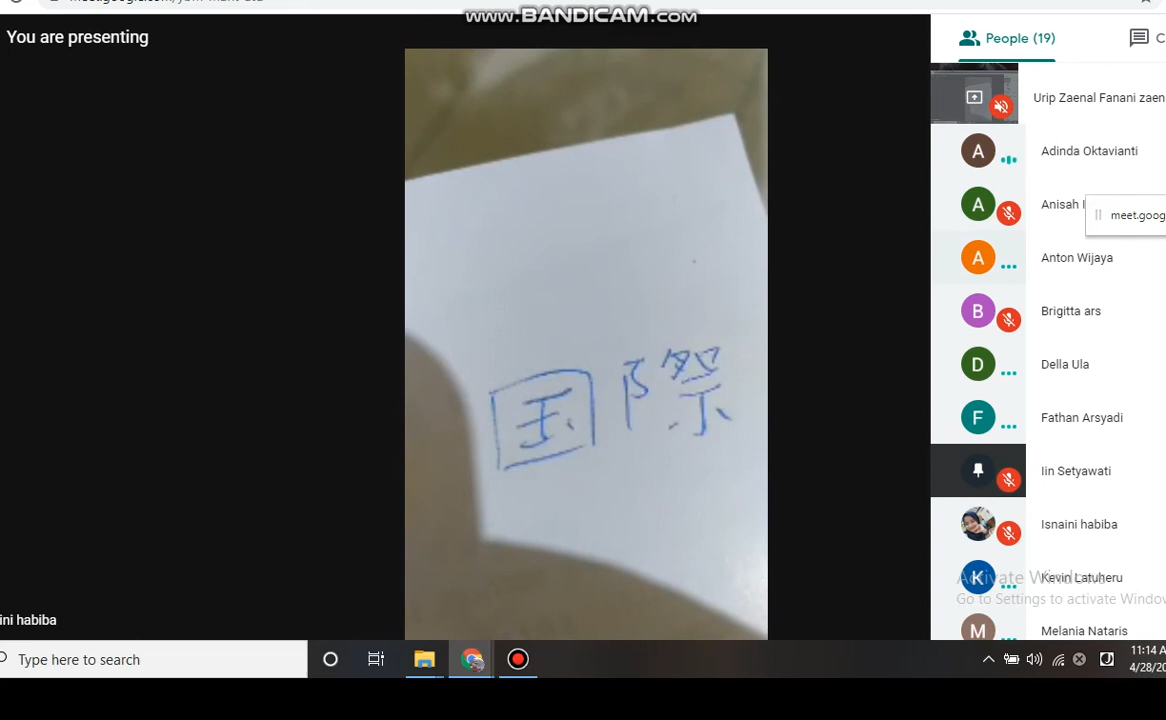 www.BANDICAM.com
You are presenting
People (19)
Urip Zaenal Fanani zaen
Adinda Oktavianti
Anisah
meet.goog
Anton Wijaya
Brigitta ars
Della Ula
Fathan Arsyadi
Iin Setyawati
Isnaini habiba
Kevin Latuheru
Activate Windows
Go to Settings to activate Window
Melania Nataris
国際
ini habiba
Type here to search
11:14 A
4/28/20